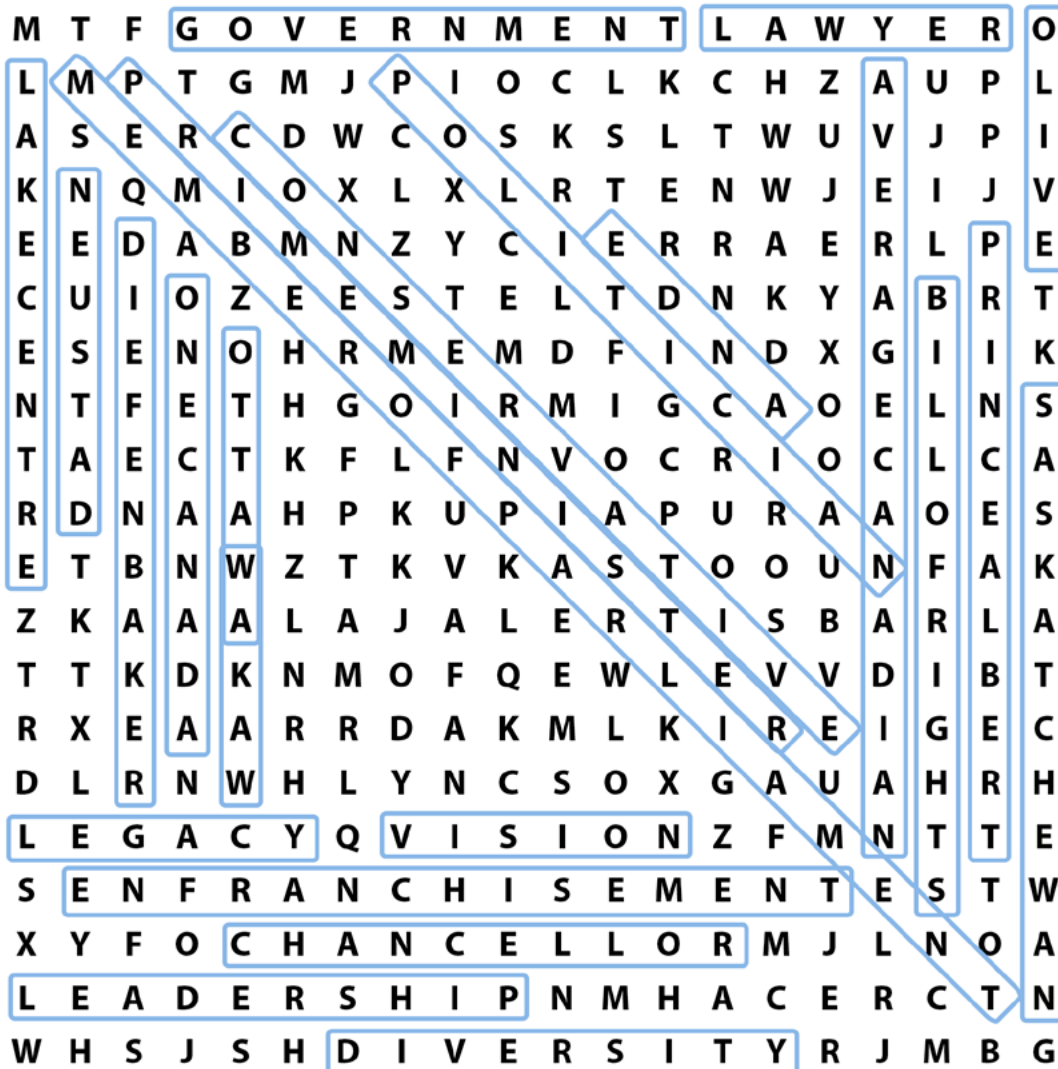 M T F G O V E R N M E N T L A W Y E R O
L M P T G M J P I O C L K C H Z A U P L
A S E R C D W C O S K S L T W U V J P I
K N Q M I O X L X L R T E N W J E I J V
E E D A B M N Z Y C I E R R A E R L P E
C U I O Z E E S T E L T D N K Y A B R T
E S E N O H R M E M D F I N D X G I I K
N T F E T H G O I R M I G C A O E L N S
T A E C T K F L F N V O C R I O C L C A
R D N A A H P K U P I A P U R A A O E S
E T B N W Z T K V K A S T O O U N F A K
Z K A A A L A J A L E R T I S B A R L A
T T K D K N M O F Q E W L E V V D I B T
R X E A A R R D A K M L K I R E I G E C
D L R N W H L Y N C S O X G A U A H R H
L E G A C Y Q V I S I O N Z F M N T T E
S E N F R A N C H I S E M E N T E S T W
X Y F O C H A N C E L L O R M J L N O A
L E A D E R S H I P N M H A C E R C T N
W H S J S H D I V E R S I T Y R J M B G